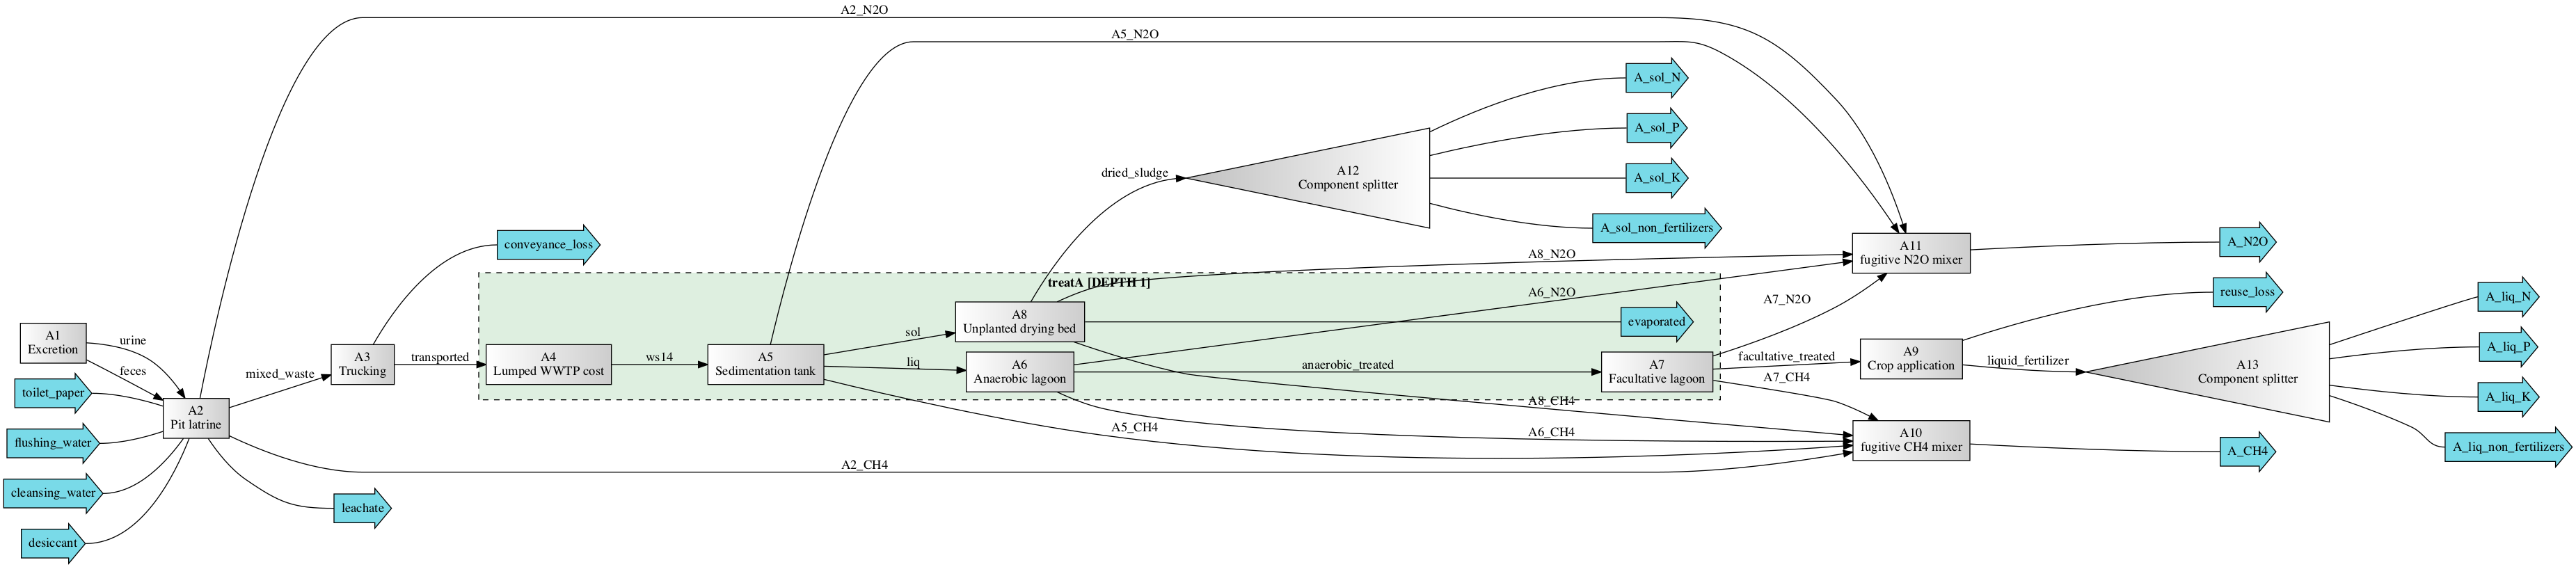 A2_N2O
A5_N2O
A_sol_N
A_sol_P
dried_sludge
A12
Component splitter
A_sol_K
A_sol_non_fertilizers
conveyance_loss
A8_N2O
A11
fugitive N2O mixer
A_N2O
treatA [DEPTH 1]
A6_N2O
A7_N2O
reuse_loss
A_liq_N
A1
Excretion
urine
feces
A8
Unplanted drying bed
evaporated
sol
mixed_waste
A3
Trucking
transported
A4
Lumped WWTP cost
ws14
A5
Sedimentation tank
liq
A6
Anaerobic lagoon
anaerobic_treated
A7
Facultative lagoon
facultative_treated
A7_CH4
A9
Crop application
liquid_fertilizer
A13
Component splitter
A_liq_P
A_liq_K
A_liq_non_fertilizers
toilet_paper
A2
Pit latrine
flushing_water
A8_CH4
A5_CH4
A6_CH4
A10
fugitive CH4 mixer
A_CH4
A2_CH4
cleansing_water
leachate
desiccant